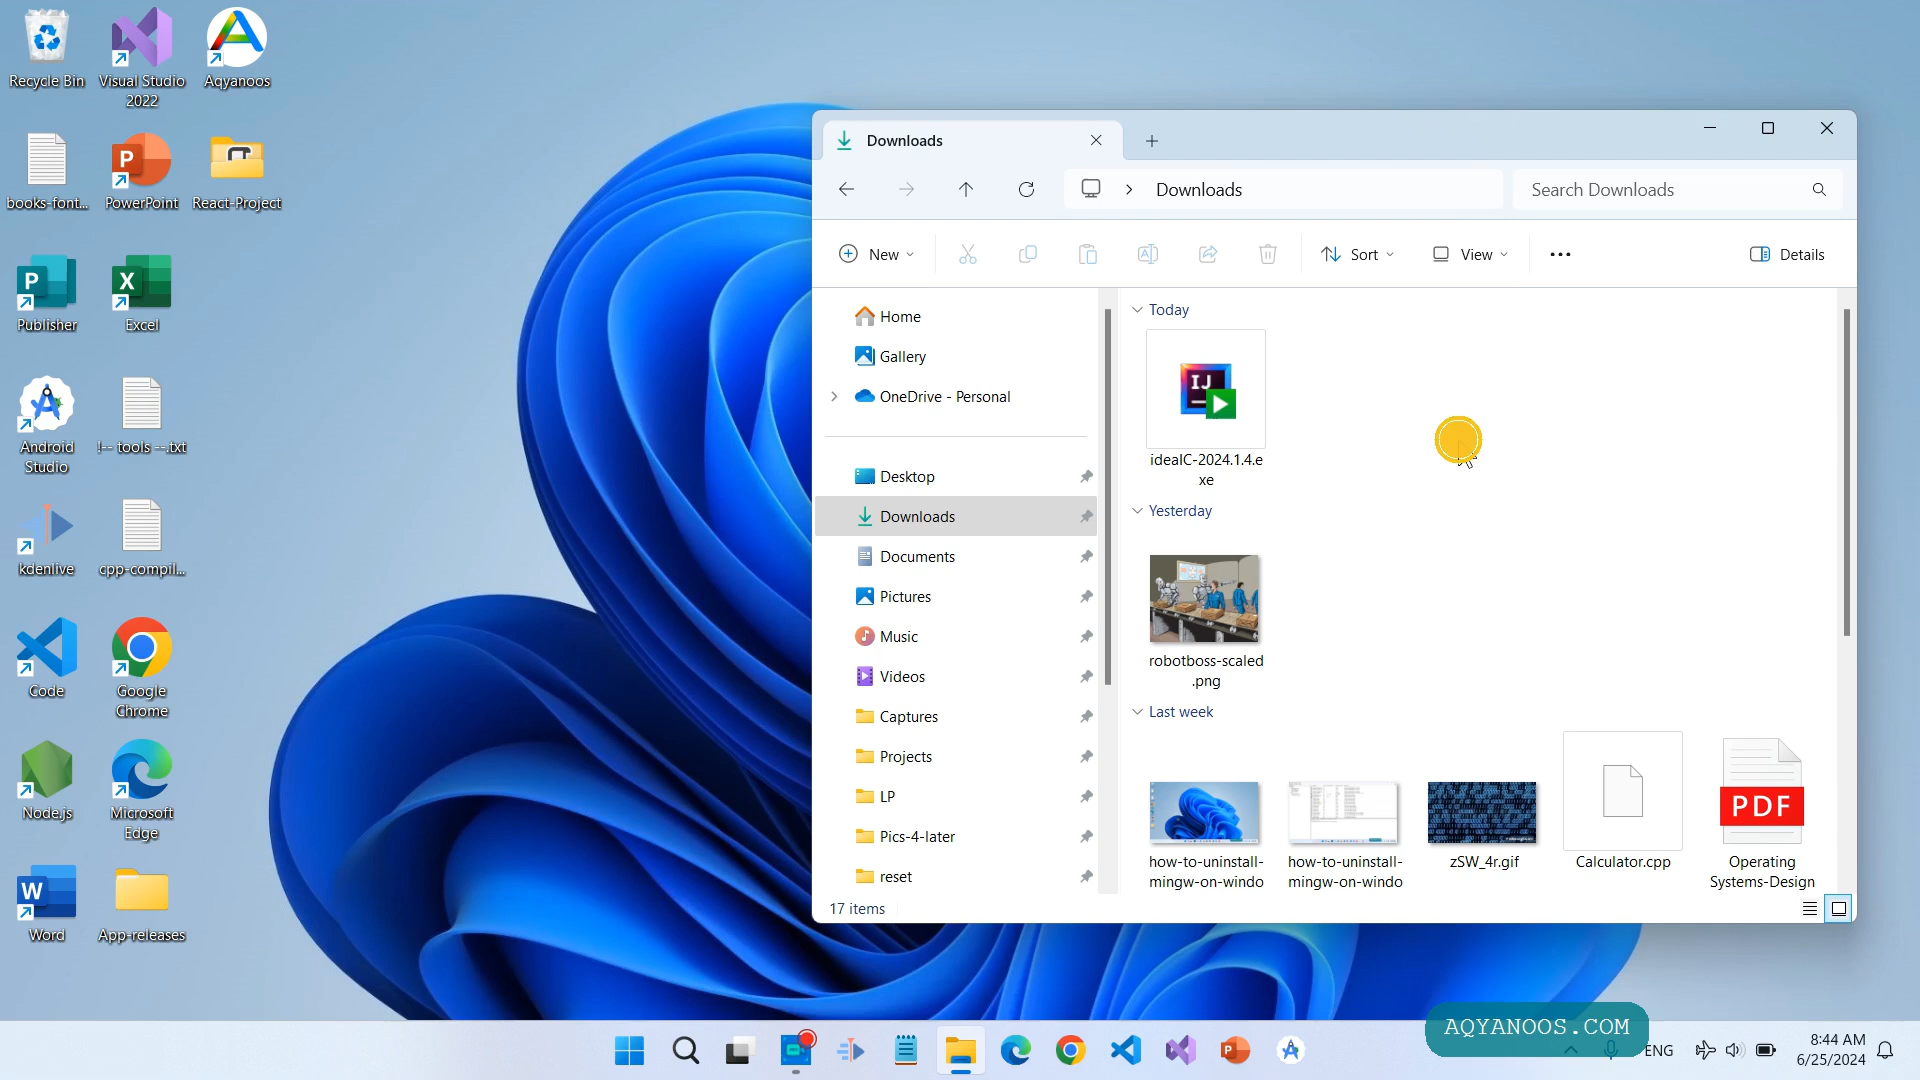 Recycle Bin
Visual Studio
2022
Aqyanoos
books-font...
PowerPoint
React-Project
Publisher
Excel
Android
Studio
!-- tools --.txt
kdenlive
cpp-compil...
Code
Google
Chrome
Node.js
Microsoft
Edge
Word
App-releases
Downloads
Downloads
Search Downloads
New
Sort
View
Details
Home
Gallery
OneDrive - Personal
Desktop
Downloads
Documents
Pictures
Music
Videos
Captures
Projects
LP
Pics-4-later
reset
Today
IJ
ideaIC-2024.1.4.e
xe
Yesterday
robotboss-scaled
.png
Last week
PDF
how-to-uninstall-
mingw-on-windo
how-to-uninstall-
mingw-on-windo
zSW_4r.gif
Calculator.cpp
Operating
Systems-Design
17 items
AQYANOOS.COM
ENG
8:44 AM
6/25/2024